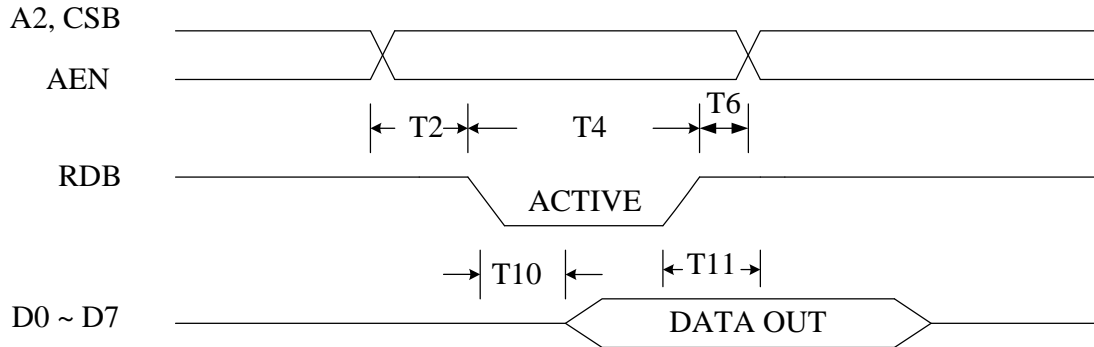 A2, CSB
AEN
T6
T2
T4
RDB
ACTIVE
T10
T11
D0 ~ D7
DATA OUT